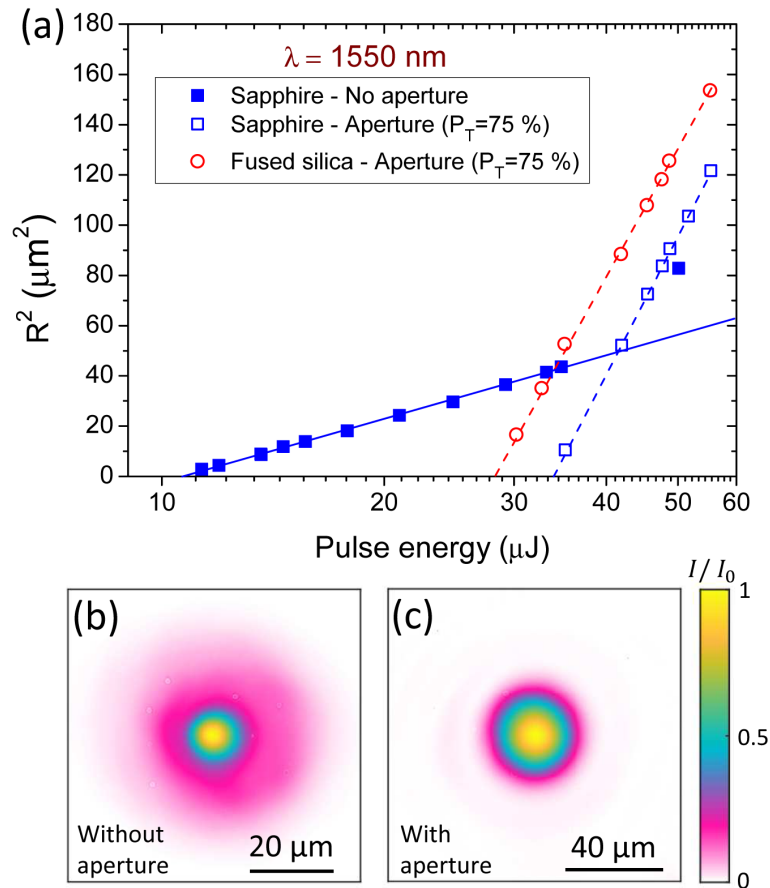 (a)
λ = 1550 nm
Sapphire - No aperture
Sapphire - Aperture (P_T=75 %)
Fused silica - Aperture (P_T=75 %)
R² (μm²)
180
160
140
120
100
80
60
40
20
0
10
20
30
40
50
60
Pulse energy (μJ)
(b)
Without
aperture
20 μm
(c)
With
aperture
40 μm
I/I₀
1
0.5
0